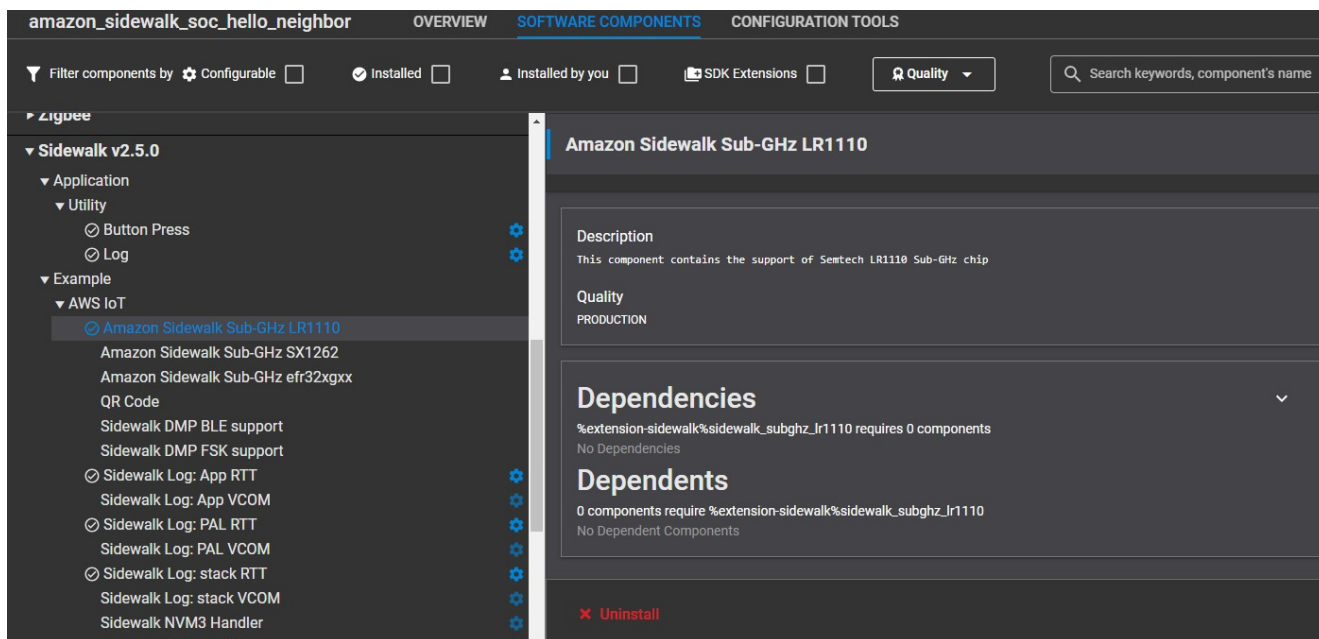 amazon_sidewalk_soc_hello_neighbor OVERVIEW SOFTWARE COMPONENTS CONFIGURATION TOOLS
Filter components by Configurable Installed Installed by you SDK Extensions Quality Search keywords, component's name
Zigbee
Sidewalk v2.5.0
Application
Utility
Button Press
Log
Example
AWS IoT
Amazon Sidewalk Sub-GHz LR1110
Amazon Sidewalk Sub-GHz SX1262
Amazon Sidewalk Sub-GHz efr32xgxx
QR Code
Sidewalk DMP BLE support
Sidewalk DMP FSK support
Sidewalk Log: App RTT
Sidewalk Log: App VCOM
Sidewalk Log: PAL RTT
Sidewalk Log: PAL VCOM
Sidewalk Log: stack RTT
Sidewalk Log: stack VCOM
Sidewalk NVM3 Handler
Amazon Sidewalk Sub-GHz LR1110
Description
This component contains the support of Semtech LR1110 Sub-GHz chip
Quality
PRODUCTION
Dependencies
%extension-sidewalk%sidewalk_subghz_lr1110 requires 0 components
No Dependencies
Dependents
0 components require %extension-sidewalk%sidewalk_subghz_lr1110
No Dependent Components
Uninstall